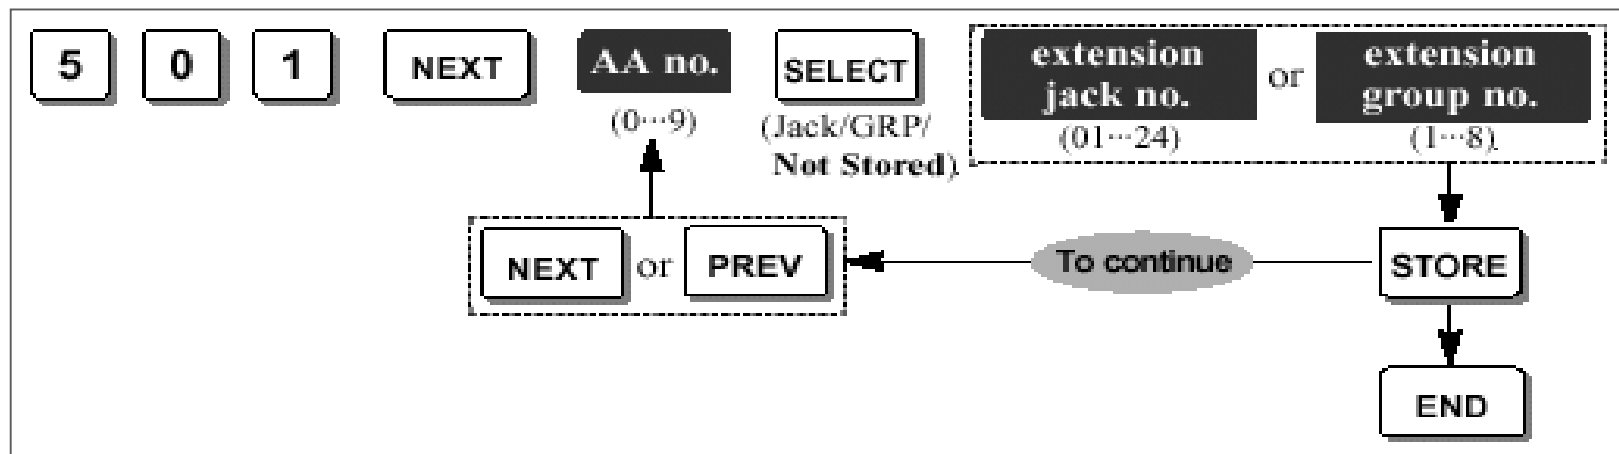 5 0 1 NEXT AA no. SELECT extension jack no. or extension group no.
(0···9) (Jack/GRP/ Not Stored) (01···24) (1···8)
NEXT or PREV To continue STORE
END